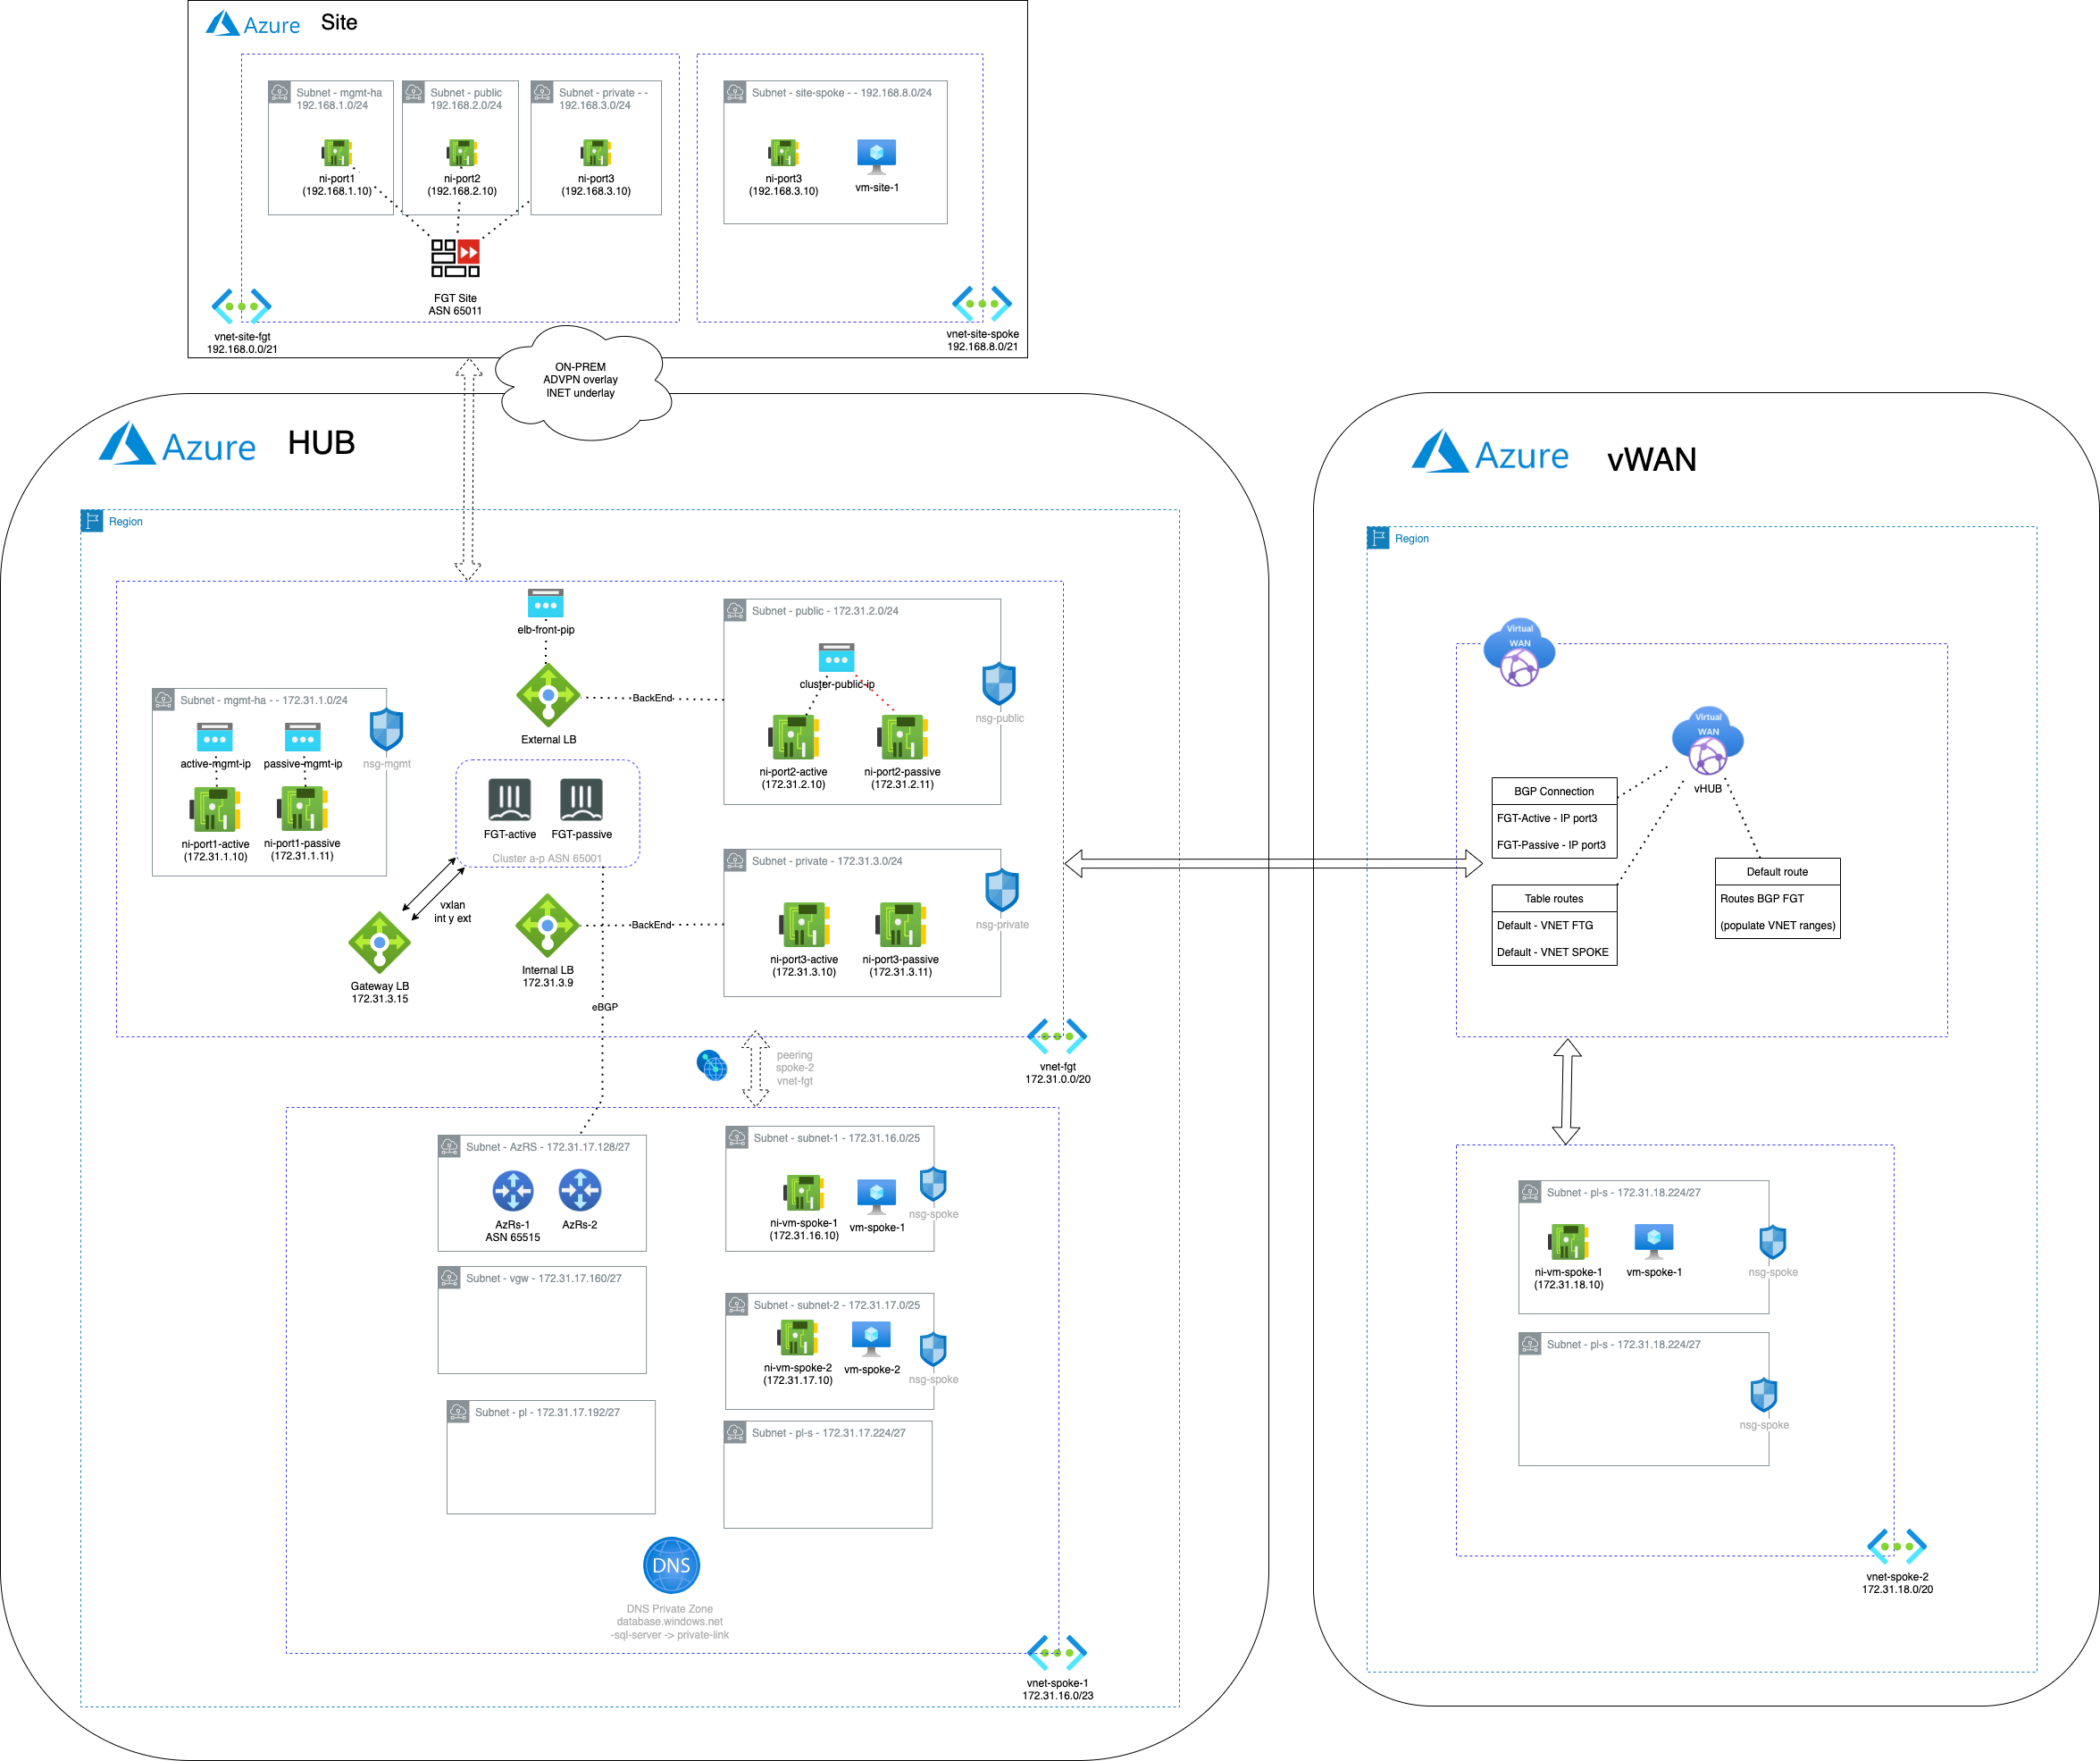 Azure
Site
Subnet - mgmt-ha
192.168.1.0/24
ni-port1
(192.168.1.10)
Subnet - public
192.168.2.0/24
ni-port2
(192.168.2.10)
Subnet - private - -
192.168.3.0/24
ni-port3
(192.168.3.10)
FGT Site
ASN 65011
vnet-site-fgt
192.168.0.0/21
Subnet - site-spoke - - 192.168.8.0/24
ni-port3
(192.168.3.10)
vm-site-1
vnet-site-spoke
192.168.8.0/21
ON-PREM
ADVPN overlay
INET underlay
Azure
HUB
Region
elb-front-pip
External LB
BackEnd
Subnet - mgmt-ha - - 172.31.1.0/24
active-mgmt-ip
passive-mgmt-ip
nsg-mgmt
ni-port1-active
(172.31.1.10)
ni-port1-passive
(172.31.1.11)
Subnet - public - 172.31.2.0/24
cluster-public-ip
nsg-public
ni-port2-active
(172.31.2.10)
ni-port2-passive
(172.31.2.11)
FGT-active
FGT-passive
Cluster a-p ASN 65001
vxlan
int y ext
Gateway LB
172.31.3.15
Internal LB
172.31.3.9
BackEnd
eBGP
Subnet - private - 172.31.3.0/24
nsg-private
ni-port3-active
(172.31.3.10)
ni-port3-passive
(172.31.3.11)
vnet-fgt
172.31.0.0/20
peering
spoke-2
vnet-fgt
Subnet - AzRS - 172.31.17.128/27
AzRs-1
ASN 65515
AzRs-2
Subnet - subnet-1 - 172.31.16.0/25
ni-vm-spoke-1
(172.31.16.10)
vm-spoke-1
nsg-spoke
Subnet - vgw - 172.31.17.160/27
Subnet - subnet-2 - 172.31.17.0/25
ni-vm-spoke-2
(172.31.17.10)
vm-spoke-2
nsg-spoke
Subnet - pl - 172.31.17.192/27
Subnet - pl-s - 172.31.17.224/27
DNS
DNS Private Zone
database.windows.net
-sql-server -> private-link
vnet-spoke-1
172.31.16.0/23
Azure
vWAN
Region
Virtual
WAN
Virtual
WAN
vHUB
BGP Connection
FGT-Active - IP port3
FGT-Passive - IP port3
Table routes
Default - VNET FTG
Default - VNET SPOKE
Default route
Routes BGP FGT
(populate VNET ranges)
Subnet - pl-s - 172.31.18.224/27
ni-vm-spoke-1
(172.31.18.10)
vm-spoke-1
nsg-spoke
Subnet - pl-s - 172.31.18.224/27
nsg-spoke
vnet-spoke-2
172.31.18.0/20